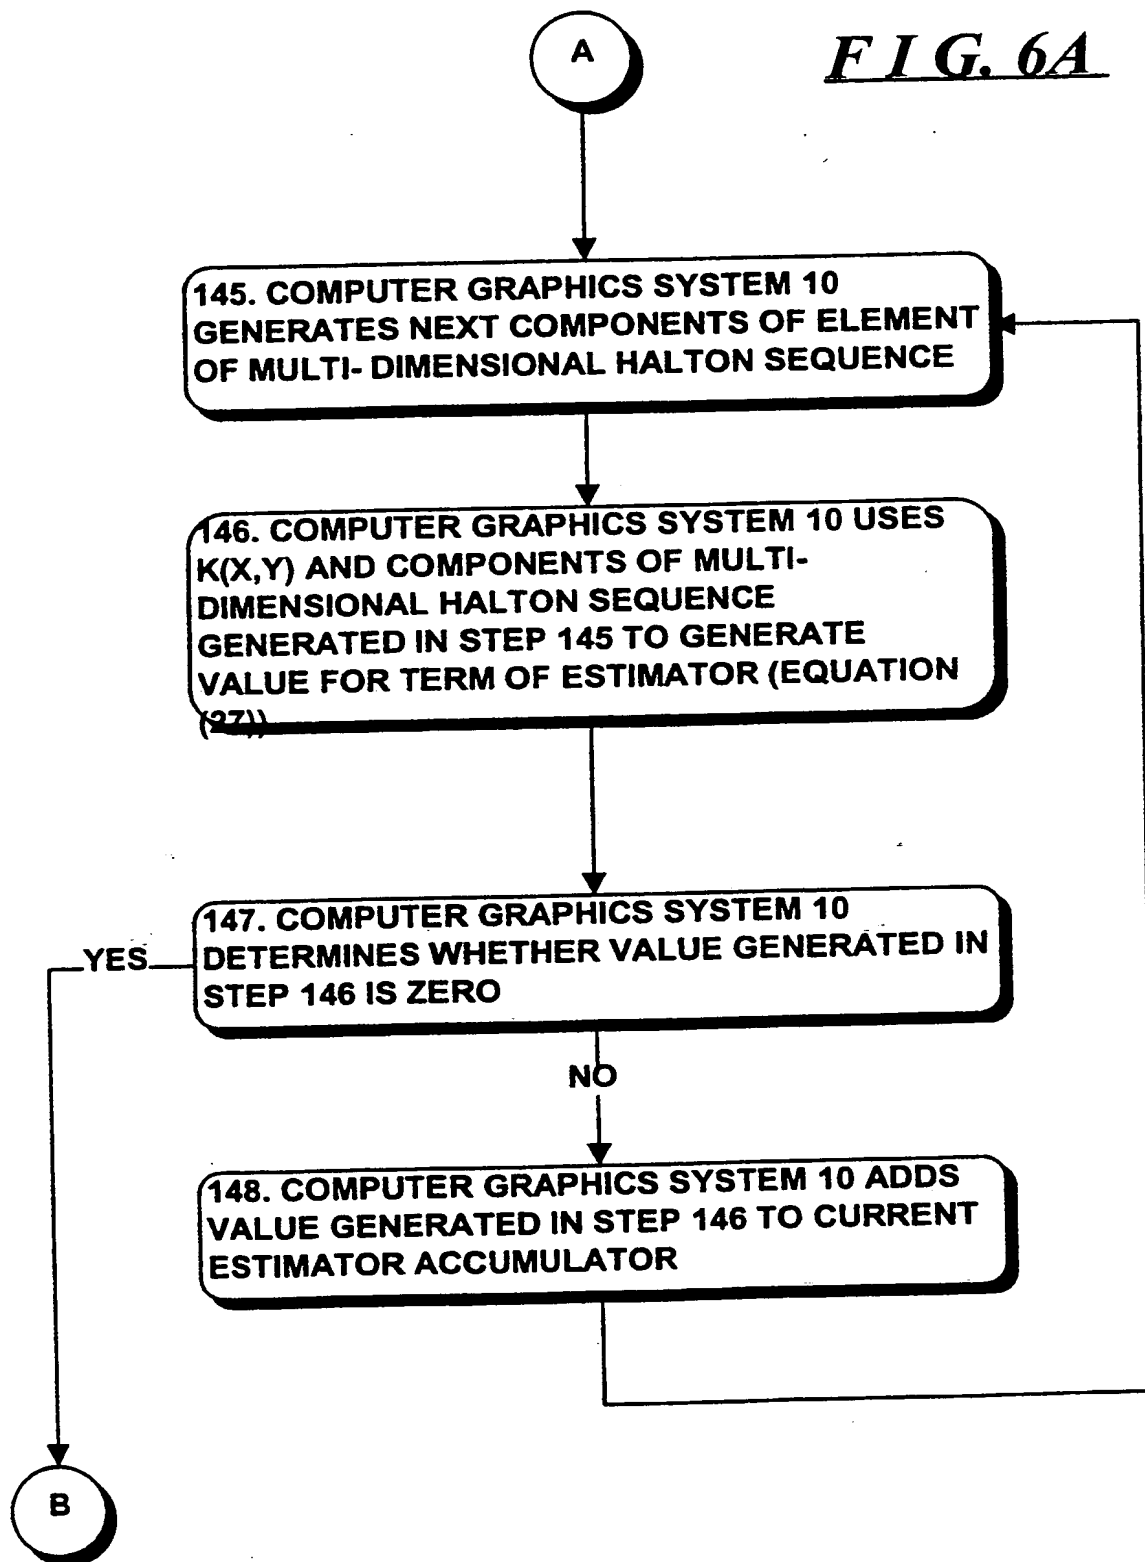 A
FIG. 6A
145. COMPUTER GRAPHICS SYSTEM 10
GENERATES NEXT COMPONENTS OF ELEMENT
OF MULTI- DIMENSIONAL HALTON SEQUENCE
146. COMPUTER GRAPHICS SYSTEM 10 USES
K(X,Y) AND COMPONENTS OF MULTI-
DIMENSIONAL HALTON SEQUENCE
GENERATED IN STEP 145 TO GENERATE
VALUE FOR TERM OF ESTIMATOR (EQUATION
(27))
147. COMPUTER GRAPHICS SYSTEM 10
DETERMINES WHETHER VALUE GENERATED IN
STEP 146 IS ZERO
YES
NO
148. COMPUTER GRAPHICS SYSTEM 10 ADDS
VALUE GENERATED IN STEP 146 TO CURRENT
ESTIMATOR ACCUMULATOR
B